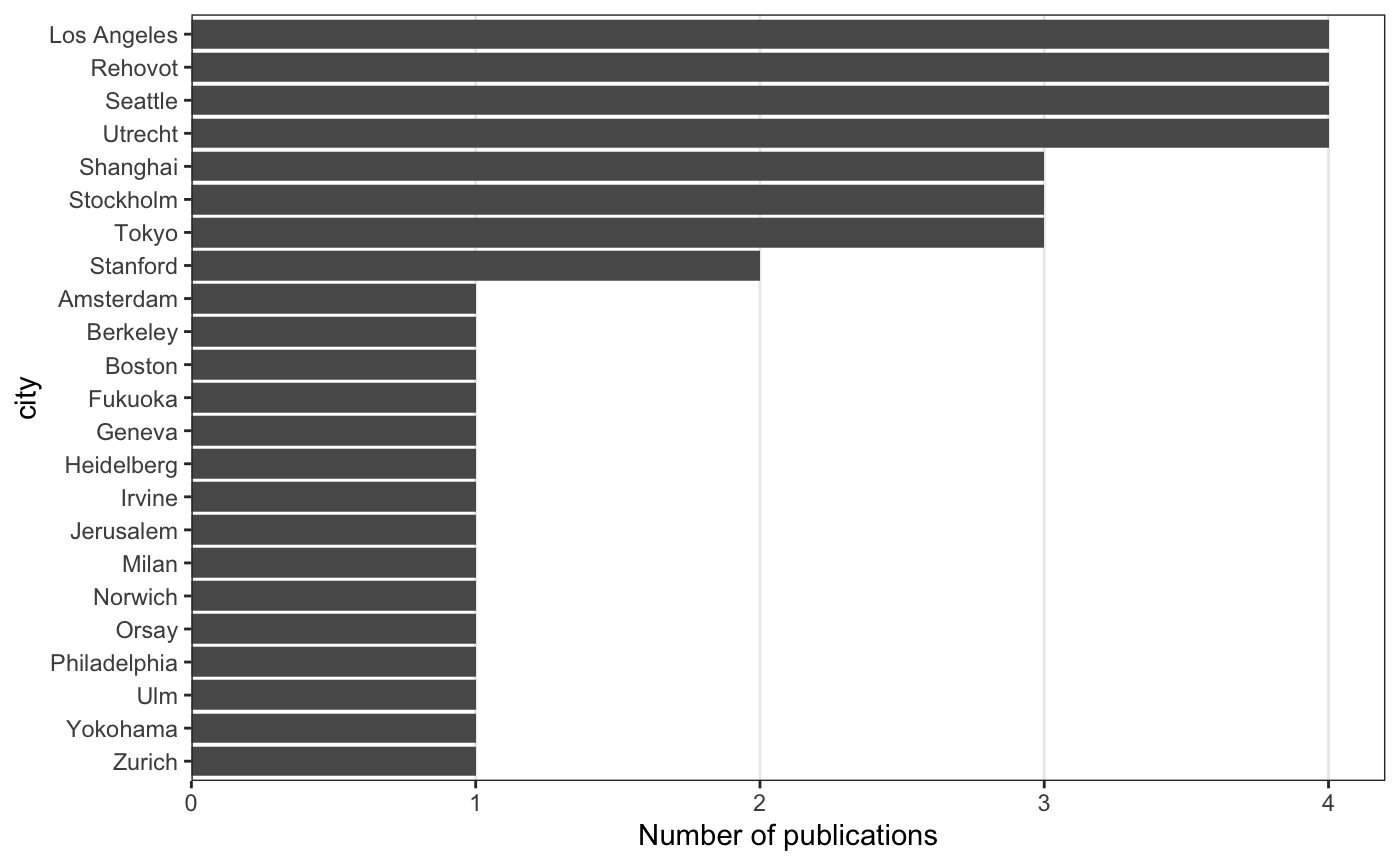 Los Angeles
Rehovot
Seattle
Utrecht
Shanghai
Stockholm
Tokyo
Stanford
Amsterdam
Berkeley
Boston
Fukuoka
Geneva
Heidelberg
Irvine
Jerusalem
Milan
Norwich
Orsay
Philadelphia
Ulm
Yokohama
Zurich
city
0 1 2 3 4
Number of publications